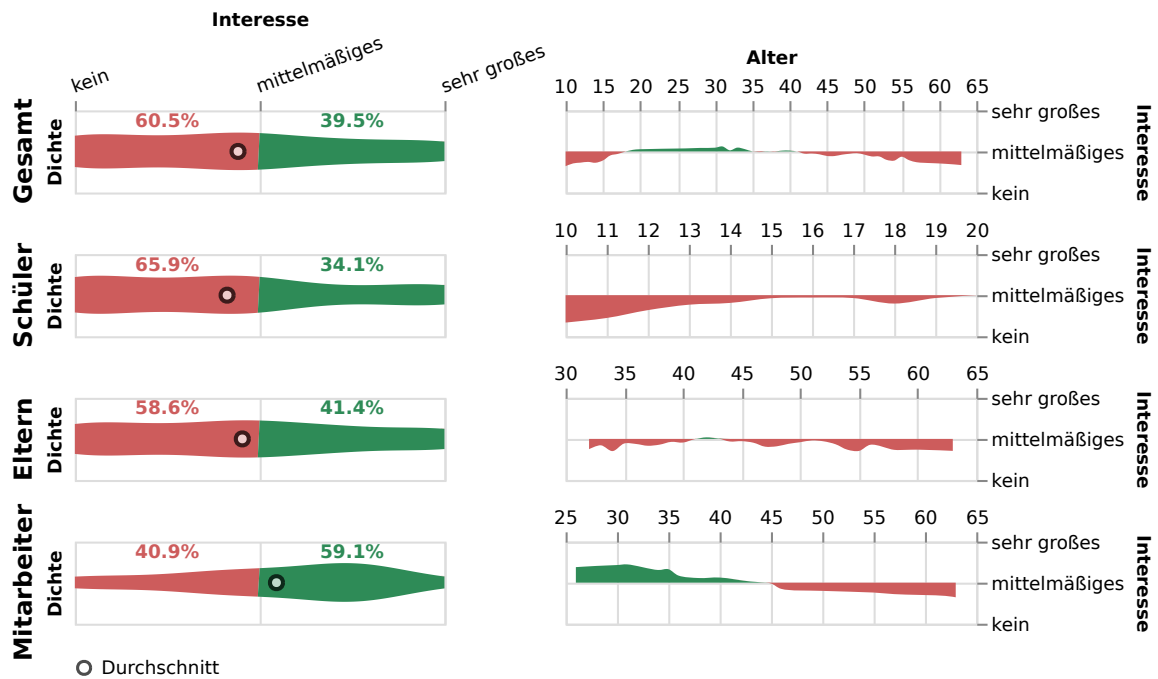 Interesse
kein mittelmäßiges sehr großes
Alter
10 15 20 25 30 35 40 45 50 55 60 65
Gesamt
Dichte
60.5% 39.5%
sehr großes
mittelmäßiges
kein
Interesse
10 11 12 13 14 15 16 17 18 19 20
Schüler
Dichte
65.9% 34.1%
sehr großes
mittelmäßiges
kein
Interesse
30 35 40 45 50 55 60 65
Eltern
Dichte
58.6% 41.4%
sehr großes
mittelmäßiges
kein
Interesse
25 30 35 40 45 50 55 60 65
Mitarbeiter
Dichte
40.9% 59.1%
sehr großes
mittelmäßiges
kein
Interesse
Durchschnitt